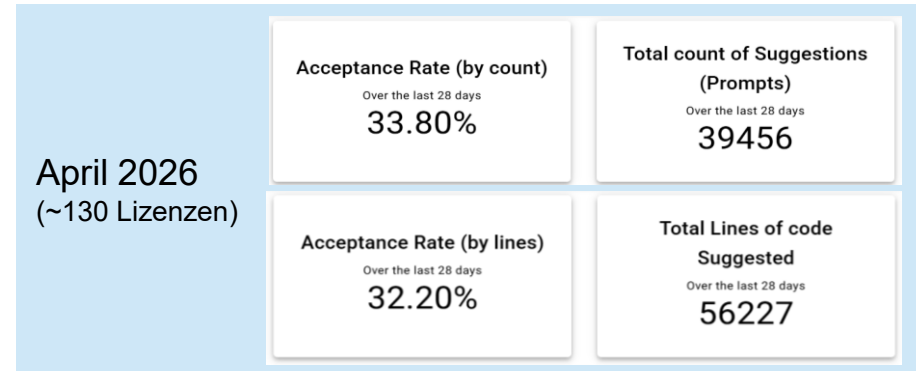 April 2026
(~130 Lizenzen)
Acceptance Rate (by count)
Over the last 28 days
33.80%
Total count of Suggestions
(Prompts)
Over the last 28 days
39456
Acceptance Rate (by lines)
Over the last 28 days
32.20%
Total Lines of code
Suggested
Over the last 28 days
56227